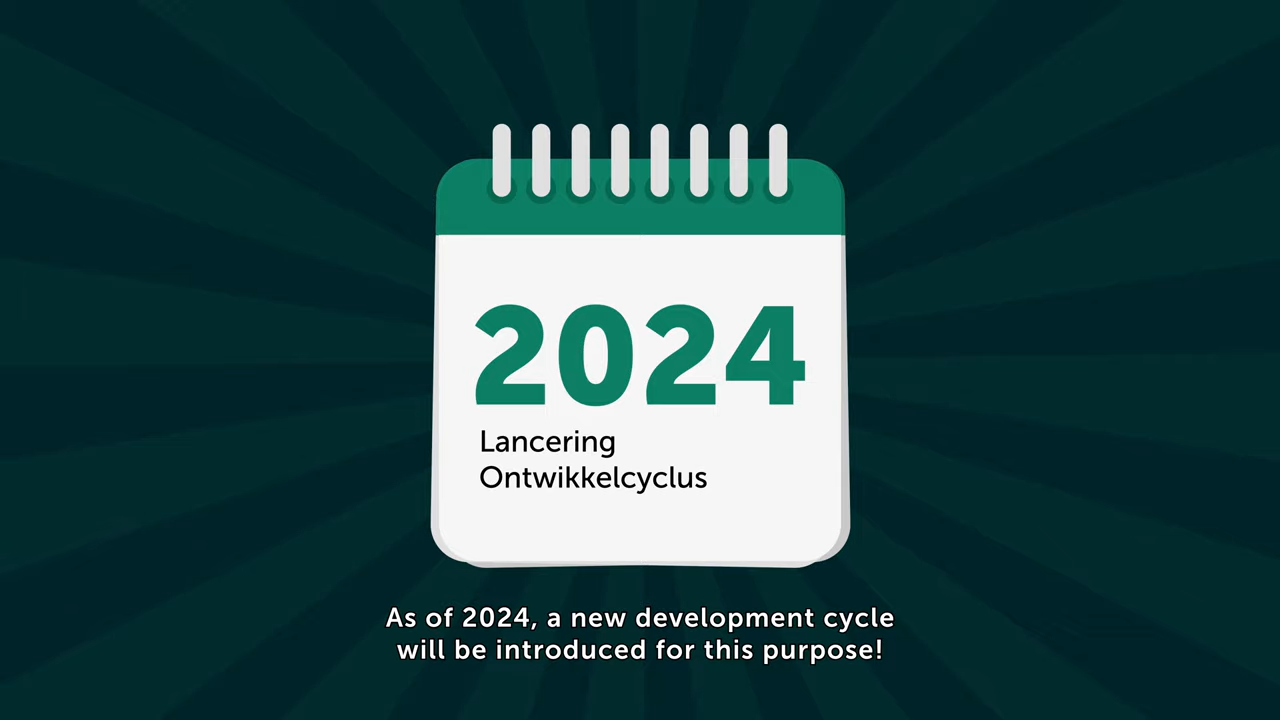 2024
Lancering
Ontwikkelcyclus
As of 2024, a new development cycle
will be introduced for this purpose!